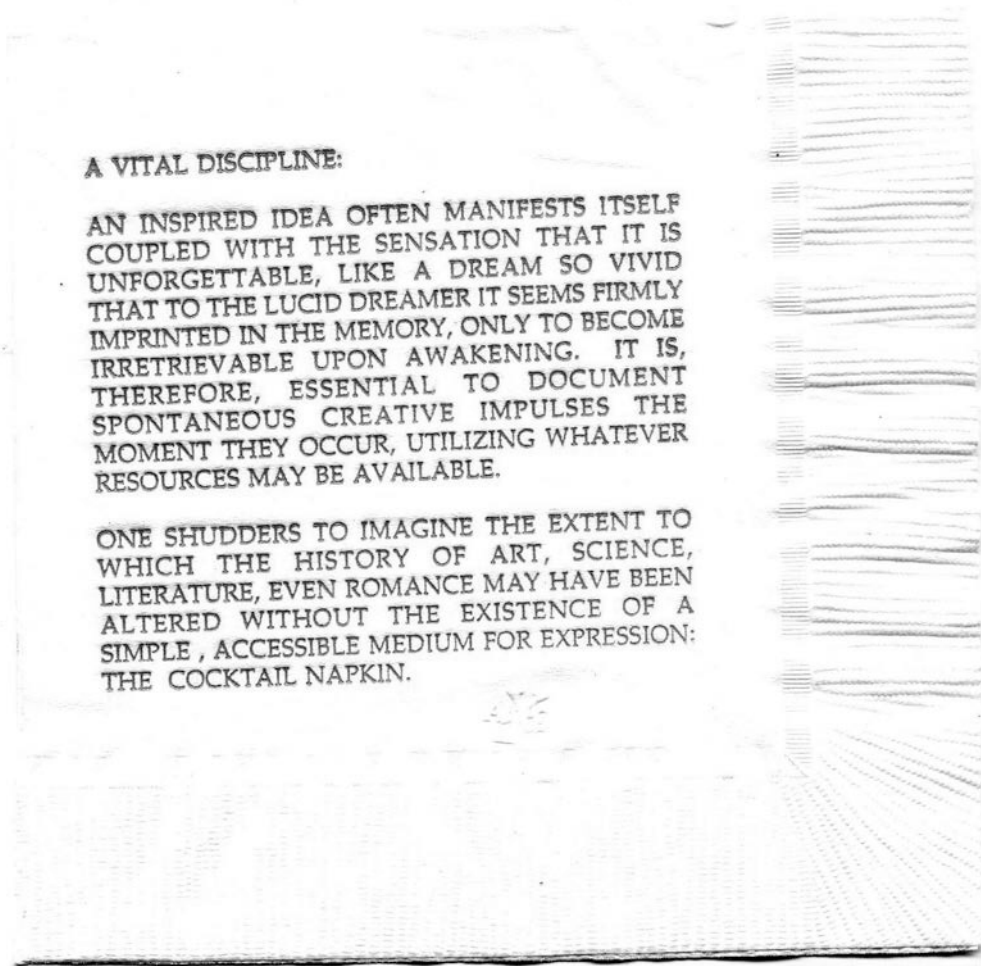 A VITAL DISCIPLINE:
AN INSPIRED IDEA OFTEN MANIFESTS ITSELF
COUPLED WITH THE SENSATION THAT IT IS
UNFORGETTABLE, LIKE A DREAM SO VIVID
THAT TO THE LUCID DREAMER IT SEEMS FIRMLY
IMPRINTED IN THE MEMORY, ONLY TO BECOME
IRRETRIEVABLE UPON AWAKENING. IT IS,
THEREFORE, ESSENTIAL TO DOCUMENT
SPONTANEOUS CREATIVE IMPULSES THE
MOMENT THEY OCCUR, UTILIZING WHATEVER
RESOURCES MAY BE AVAILABLE.
ONE SHUDDERS TO IMAGINE THE EXTENT TO
WHICH THE HISTORY OF ART, SCIENCE,
LITERATURE, EVEN ROMANCE MAY HAVE BEEN
ALTERED WITHOUT THE EXISTENCE OF A
SIMPLE , ACCESSIBLE MEDIUM FOR EXPRESSION:
THE COCKTAIL NAPKIN.